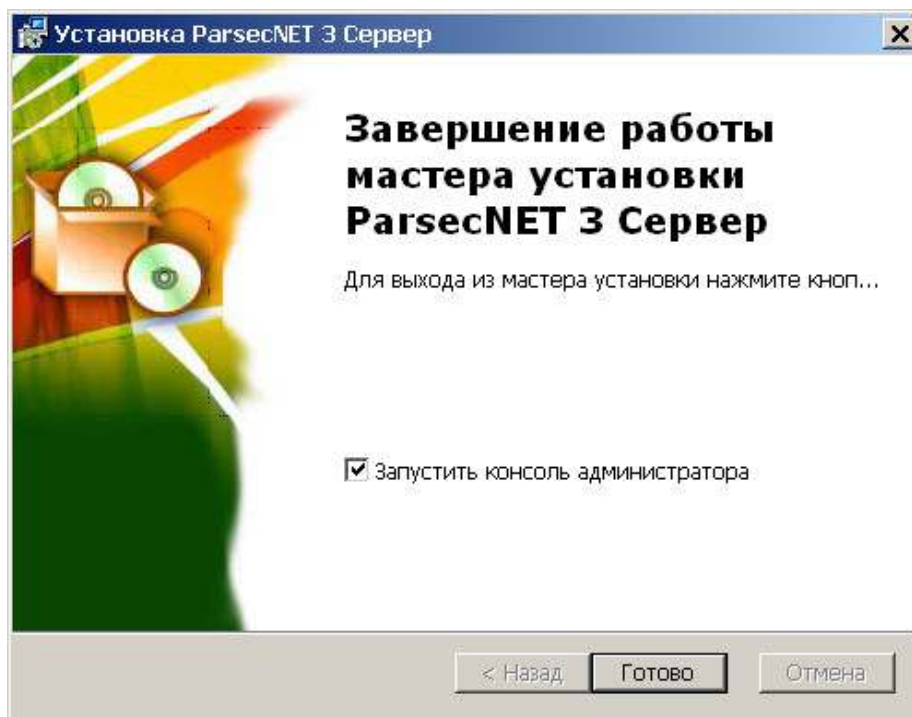 Установка ParsecNET 3 Сервер
Завершение работы
мастера установки
ParsecNET 3 Сервер
Для выхода из мастера установки нажмите кноп...
Запустить консоль администратора
< Назад
Готово
Отмена